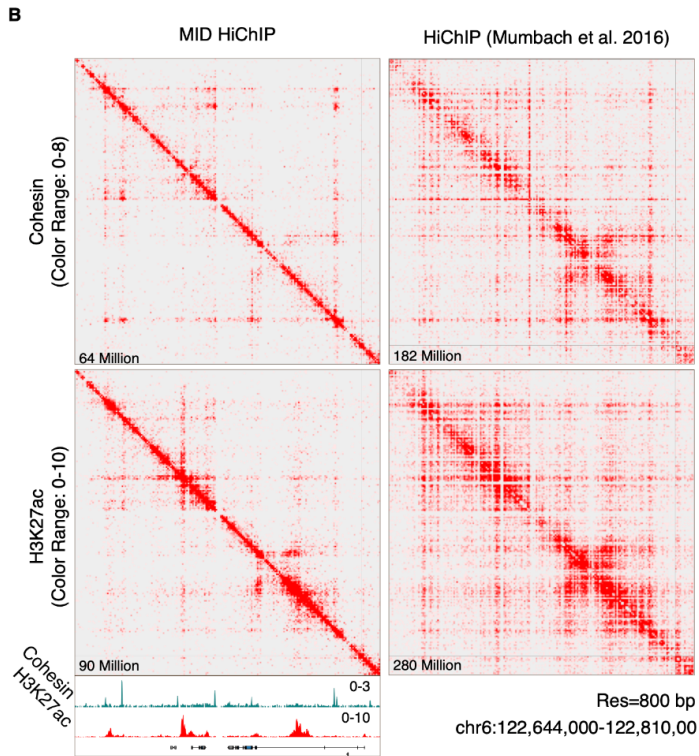 B
MID HiChIP
HiChIP (Mumbach et al. 2016)
Cohesin
(Color Range: 0-8)
64 Million
182 Million
H3K27ac
(Color Range: 0-10)
90 Million
280 Million
Cohesin
H3K27ac
0-3
0-10
Res=800 bp
chr6:122,644,000-122,810,00